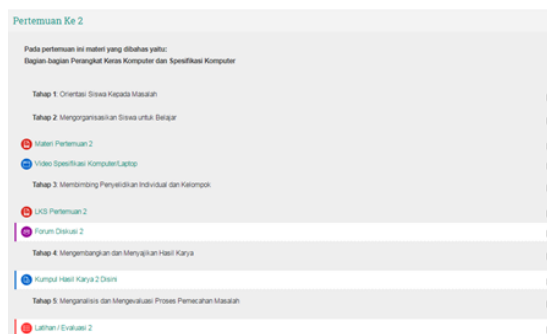 Pertemuan Ke 2
Pada pertemuan ini materi yang dibahas yaitu:
Bagian-bagian Perangkat Keras Komputer dan Spesifikasi Komputer
Tahap 1: Orientasi Siswa Kepada Masalah
Tahap 2: Mengorganisasikan Siswa untuk Belajar
Materi Pertemuan 2
Video Spesifikasi Komputer/Laptop
Tahap 3: Membimbing Penyelidikan Individual dan Kelompok
LKS Pertemuan 2
Forum Diskusi 2
Tahap 4: Mengembangkan dan Menyajikan Hasil Karya
Kumpul Hasil Karya 2 Disini
Tahap 5: Menganalisis dan Mengevaluasi Proses Pemecahan Masalah
Latihan / Evaluasi 2